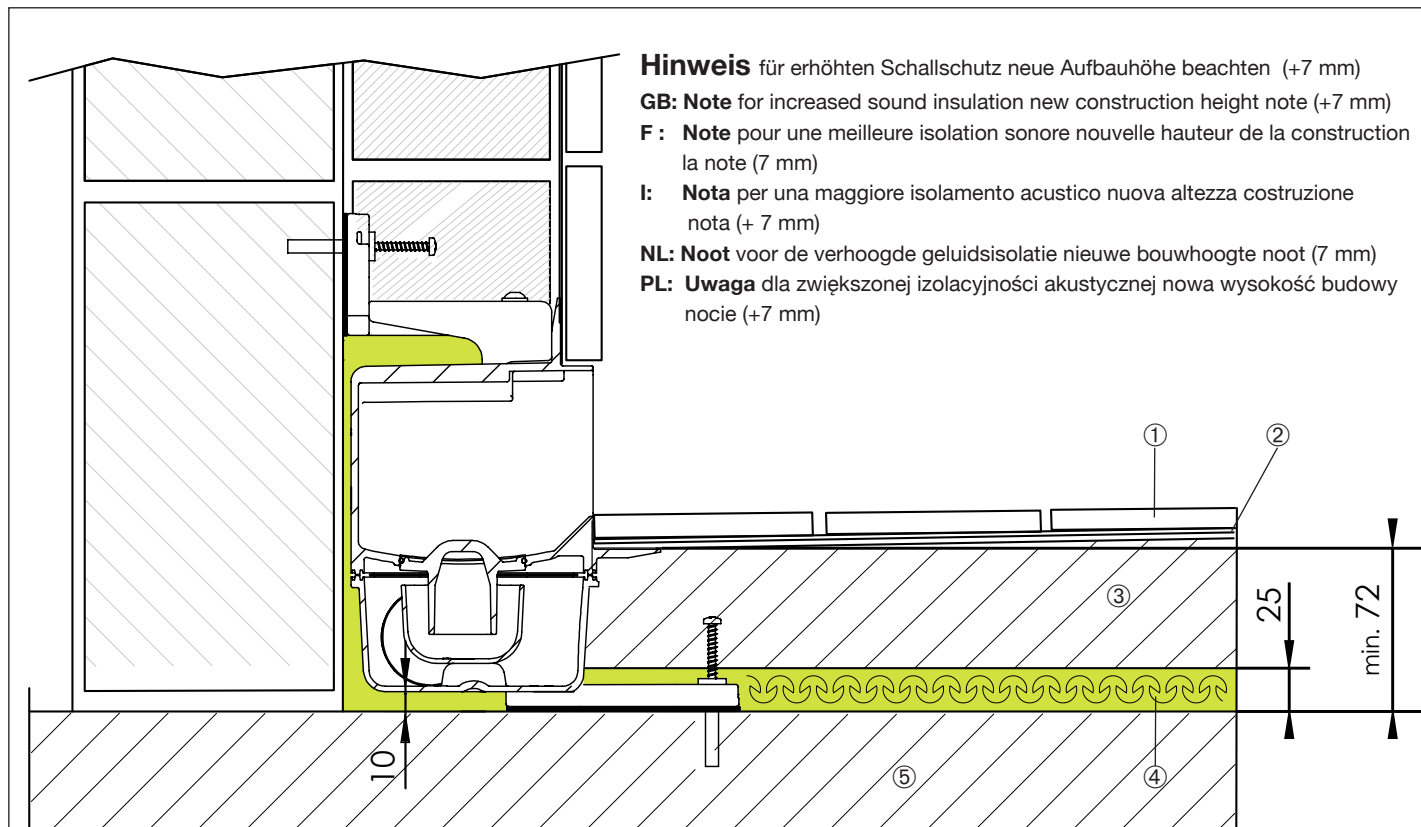 Hinweis für erhöhten Schallschutz neue Aufbauhöhe beachten (+7 mm)
GB: Note for increased sound insulation new construction height note (+7 mm)
F : Note pour une meilleure isolation sonore nouvelle hauteur de la construction
la note (7 mm)
I: Nota per una maggiore isolamento acustico nuova altezza costruzione
nota (+ 7 mm)
NL: Noot voor de verhoogde geluidsisolatie nieuwe bouwhoogte noot (7 mm)
PL: Uwaga dla zwiększonej izolacyjności akustycznej nowa wysokość budowy
nocie (+7 mm)
① ②
③
25
min. 72
④
⑤
10